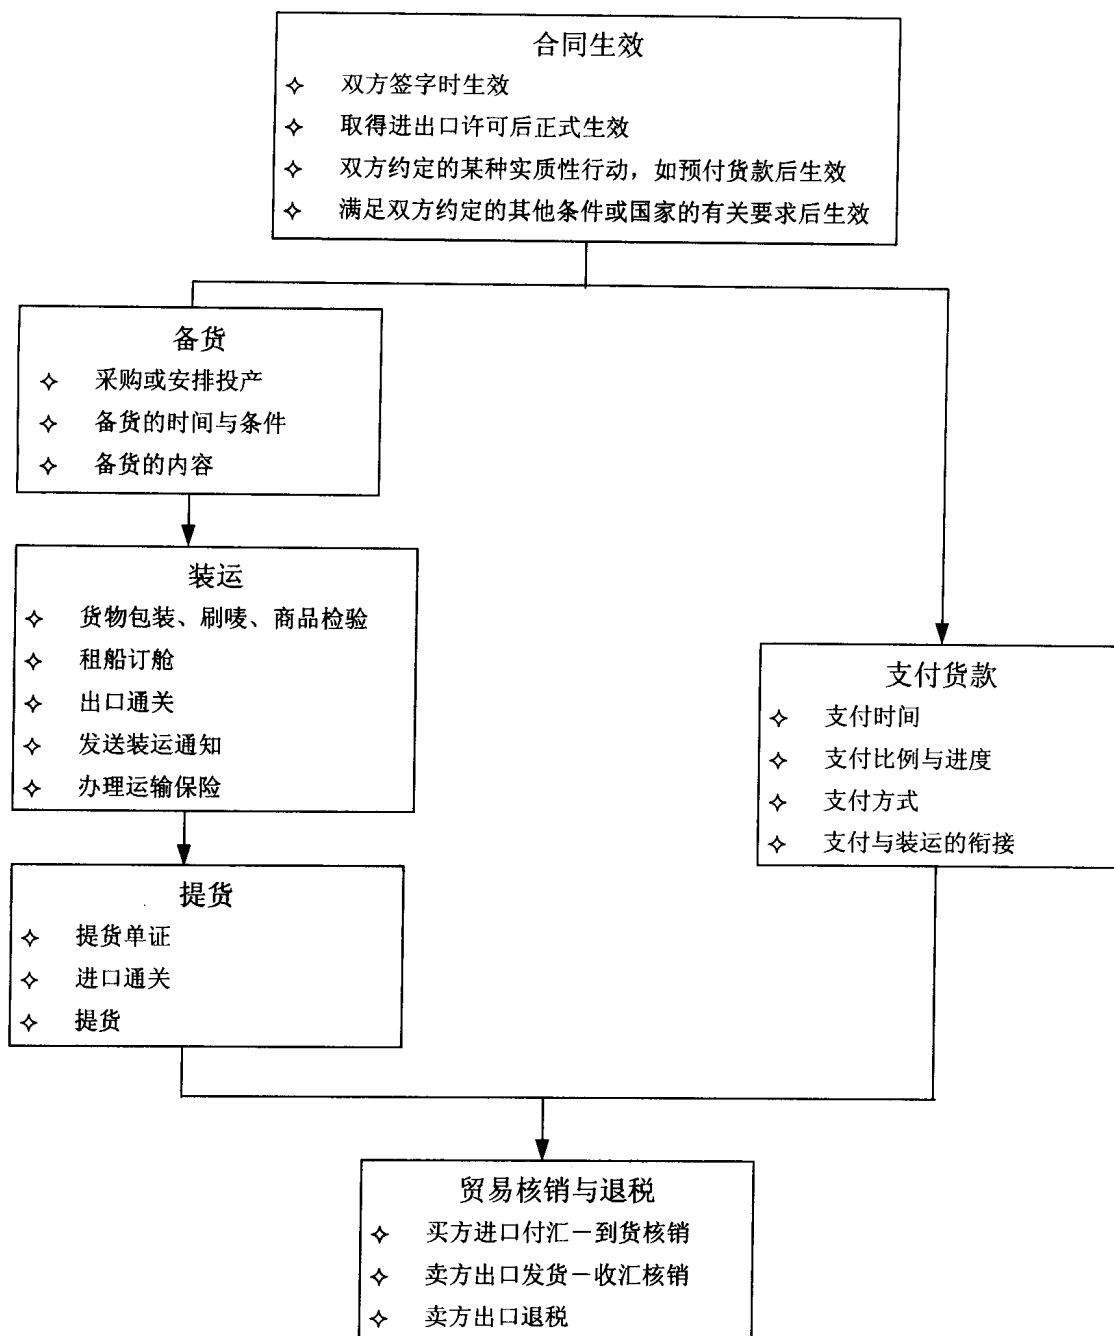 合同生效
✧ 双方签字时生效
✧ 取得进出口许可后正式生效
✧ 双方约定的某种实质性行动，如预付货款后生效
✧ 满足双方约定的其他条件或国家的有关要求后生效
备货
✧ 采购或安排投产
✧ 备货的时间与条件
✧ 备货的内容
装运
✧ 货物包装、刷唛、商品检验
✧ 租船订舱
✧ 出口通关
✧ 发送装运通知
✧ 办理运输保险
提货
✧ 提货单证
✧ 进口通关
✧ 提货
支付货款
✧ 支付时间
✧ 支付比例与进度
✧ 支付方式
✧ 支付与装运的衔接
贸易核销与退税
✧ 买方进口付汇－到货核销
✧ 卖方出口发货－收汇核销
✧ 卖方出口退税